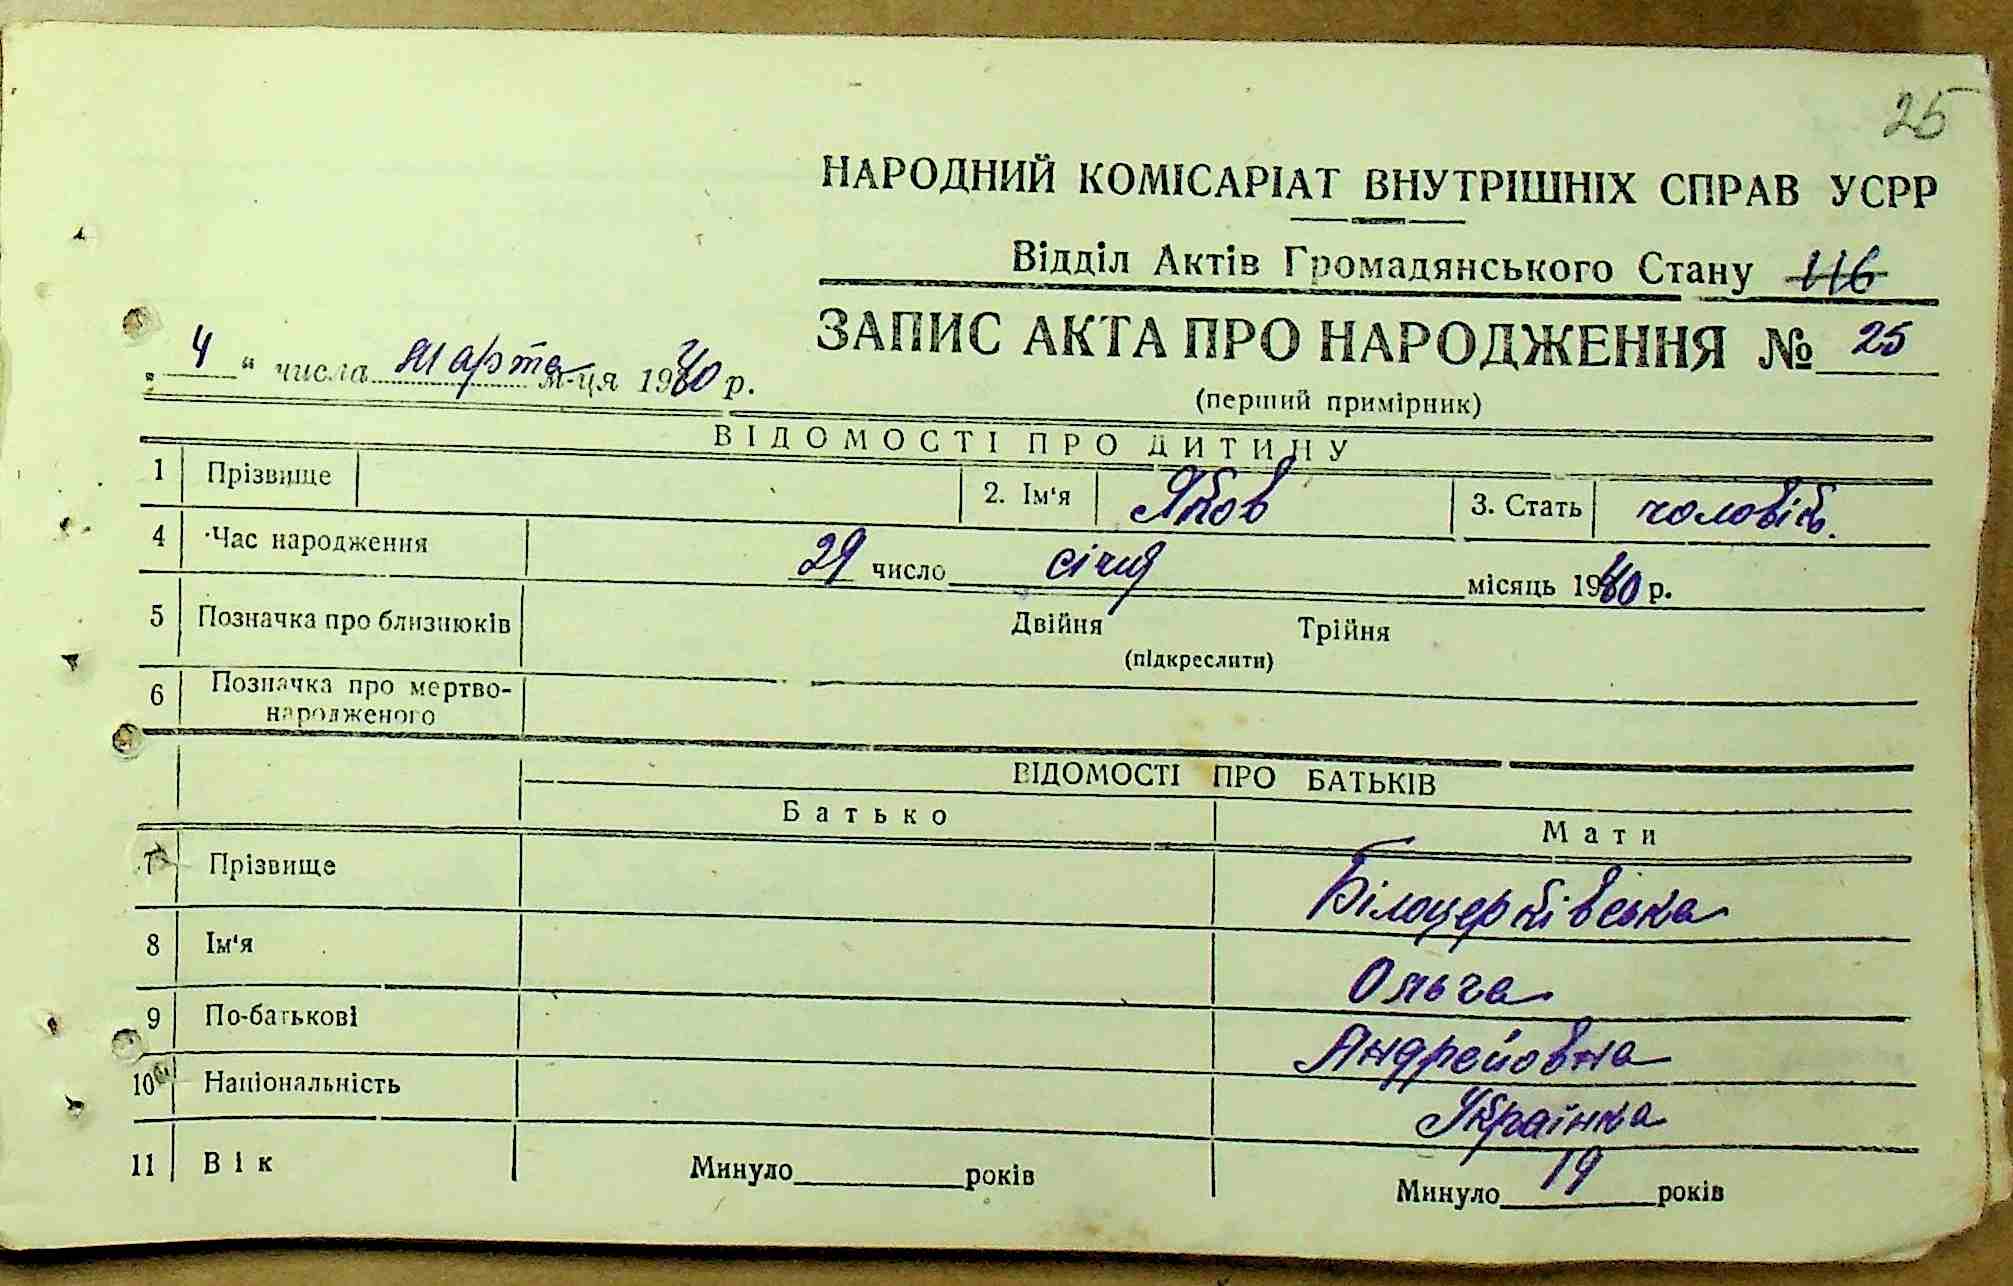 25
НАРОДНИЙ КОМІСАРІАТ ВНУТРІШНІХ СПРАВ УСРР
Відділ Актів Громадянського Стану 116
ЗАПИС АКТА ПРО НАРОДЖЕННЯ № 25
„ 4 “ числа марта м-ця 1940 р.
(перший примірник)
ВІДОМОСТІ ПРО ДИТИНУ
1 Прізвище 2. Ім'я Яков 3. Стать чоловіч.
4 Час народження 29 число січня місяць 1940 р.
5 Позначка про близнюків Двійня Трійня
(підкреслити)
6 Позначка про мертво-
народженого
ВІДОМОСТІ ПРО БАТЬКІВ
Батько Мати
7 Прізвище Білоцерківська
8 Ім'я Ольга
9 По-батькові Андрейовна
10 Національність Українка
11 Вік Минуло років Минуло 19 років